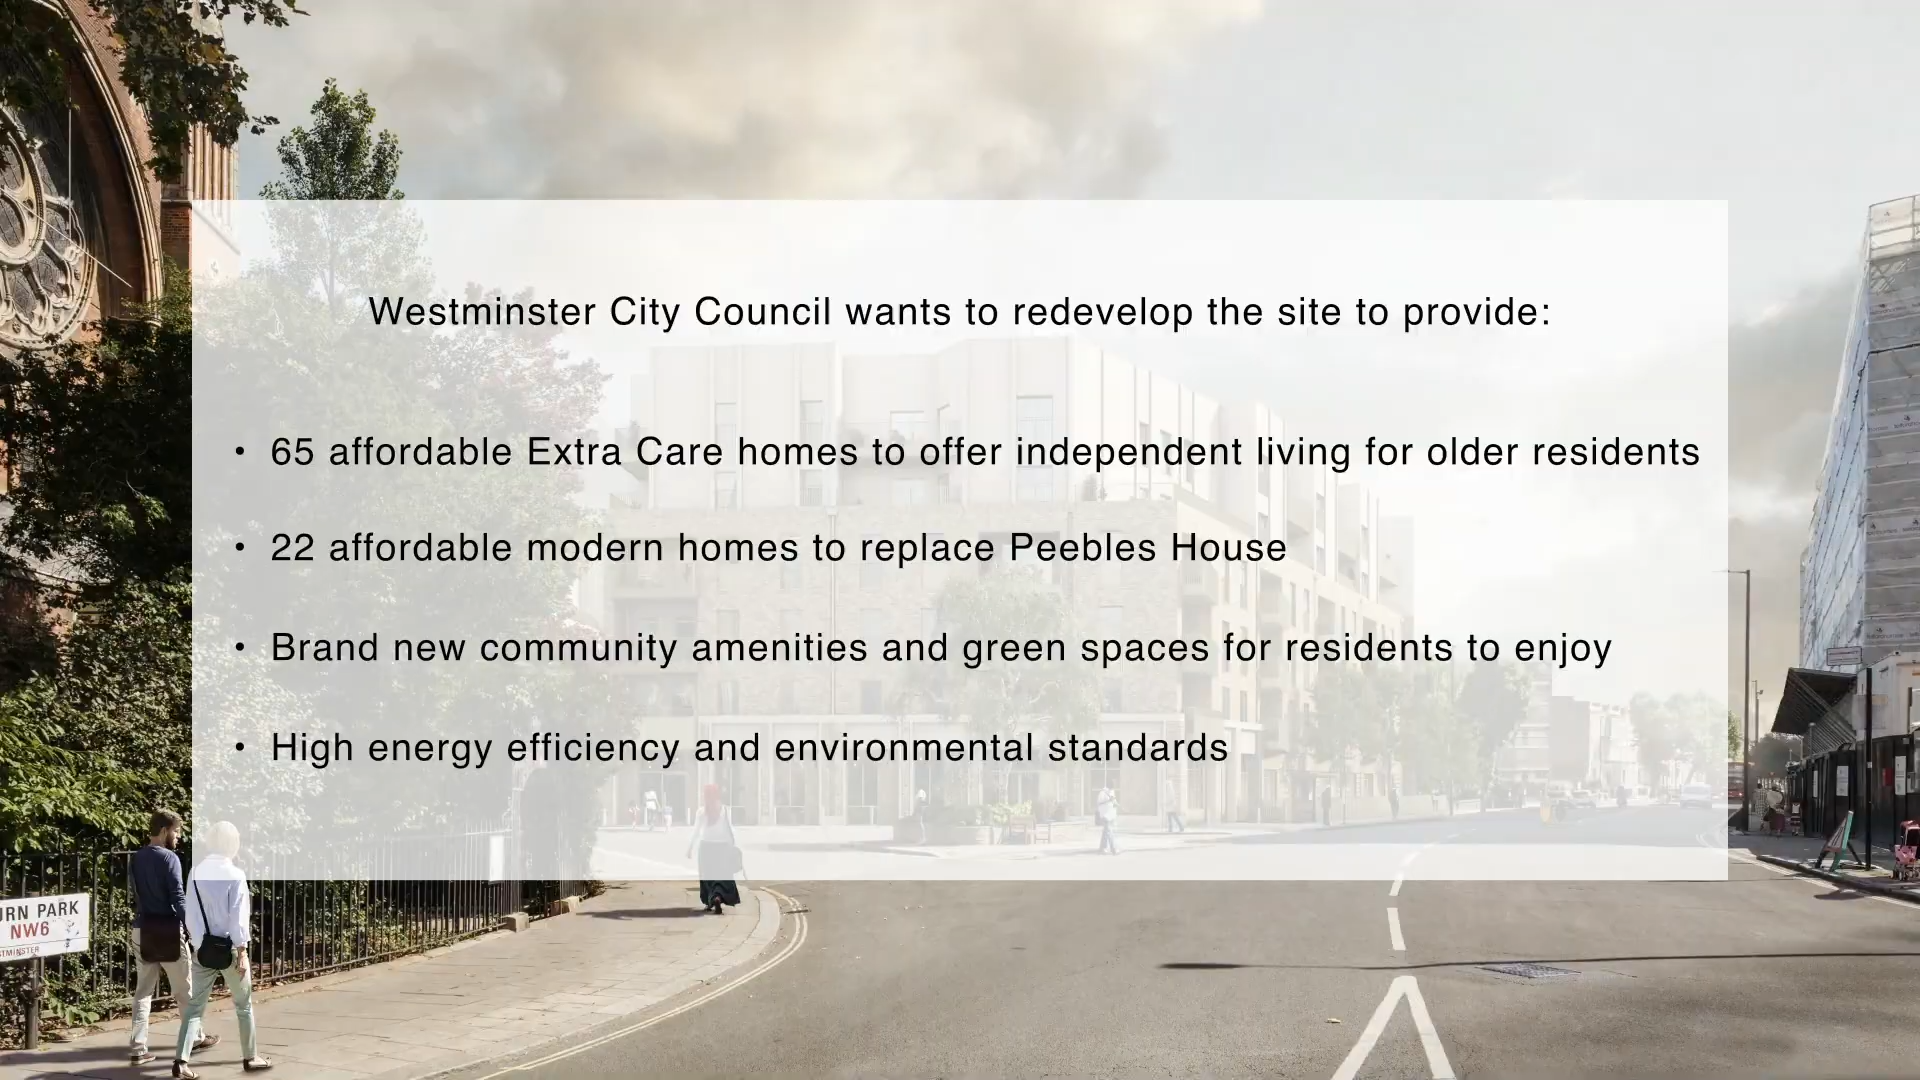 Westminster City Council wants to redevelop the site to provide:
• 65 affordable Extra Care homes to offer independent living for older residents
• 22 affordable modern homes to replace Peebles House
• Brand new community amenities and green spaces for residents to enjoy
• High energy efficiency and environmental standards
URN PARK
NW6
STMINSTER